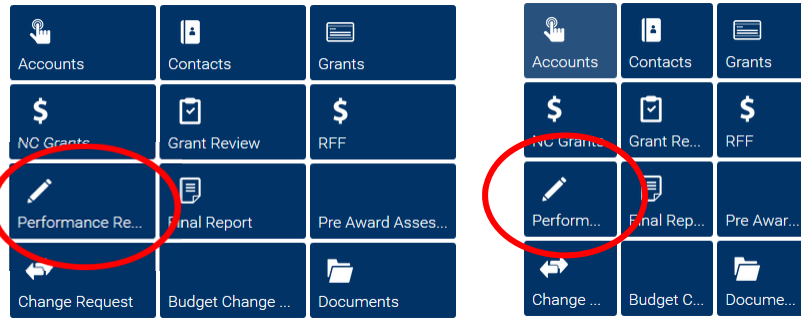 Accounts
Contacts
Grants
$
$
NC Grants
Grant Review
RFF
Performance Re...
Final Report
Pre Award Asses...
Change Request
Budget Change ...
Documents
Accounts
Contacts
Grants
$
$
NC Grants
Grant Re...
RFF
Perform...
Final Rep...
Pre Awar...
Change ...
Budget C...
Docume...